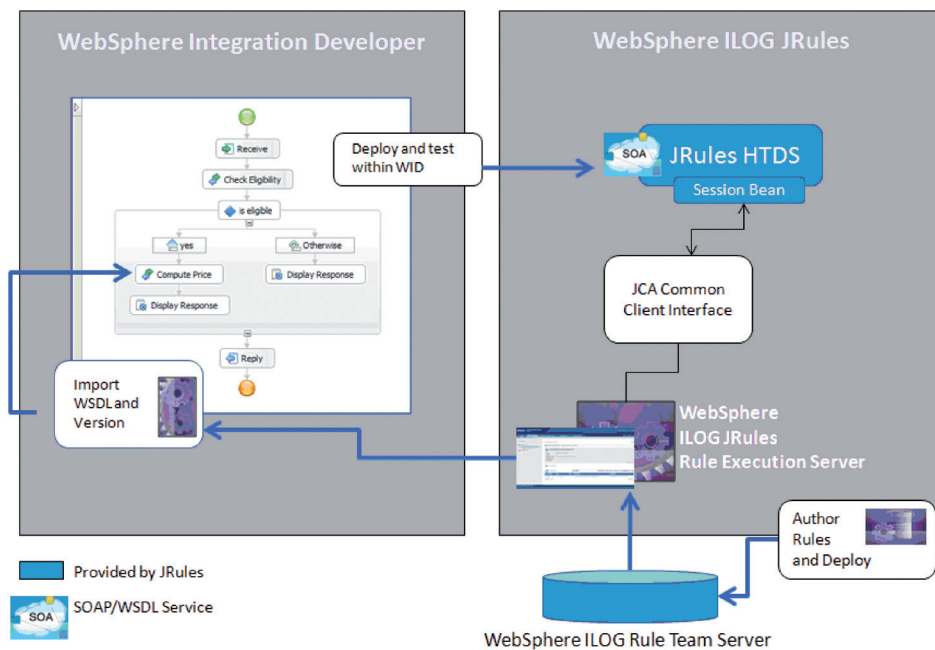 WebSphere Integration Developer
Receive
Check Eligibility
is eligible
yes
Otherwise
Compute Price
Display Response
Display Response
Reply
Import
WSDL and
Version
Deploy and test
within WID
WebSphere ILOG JRules
SOA
JRules HTDS
Session Bean
JCA Common
Client Interface
WebSphere
ILOG JRules
Rule Execution Server
Author
Rules
and Deploy
Provided by JRules
SOA
SOAP/WSDL Service
WebSphere ILOG Rule Team Server